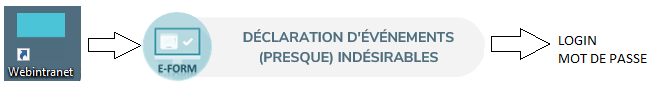 Webintranet
E-FORM
DÉCLARATION D'ÉVÉNEMENTS
(PRESQUE) INDÉSIRABLES
LOGIN
MOT DE PASSE